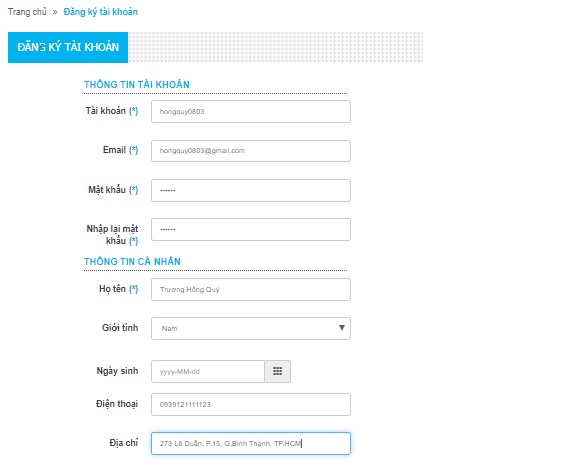 Trang chủ » Đăng ký tài khoản
ĐĂNG KÝ TÀI KHOẢN
THÔNG TIN TÀI KHOẢN
Tài khoản (*) hongquy0803
Email (*) hongquy0803@gmail.com
Mật khẩu (*) ••••••
Nhập lại mật
khẩu (*) ••••••
THÔNG TIN CÁ NHÂN
Họ tên (*) Trương Hồng Quý
Giới tính Nam
Ngày sinh yyyy-MM-dd
Điện thoại 0939121111123
Địa chỉ 273 Lê Duẩn, P.15, Q.Bình Thạnh, TP.HCM